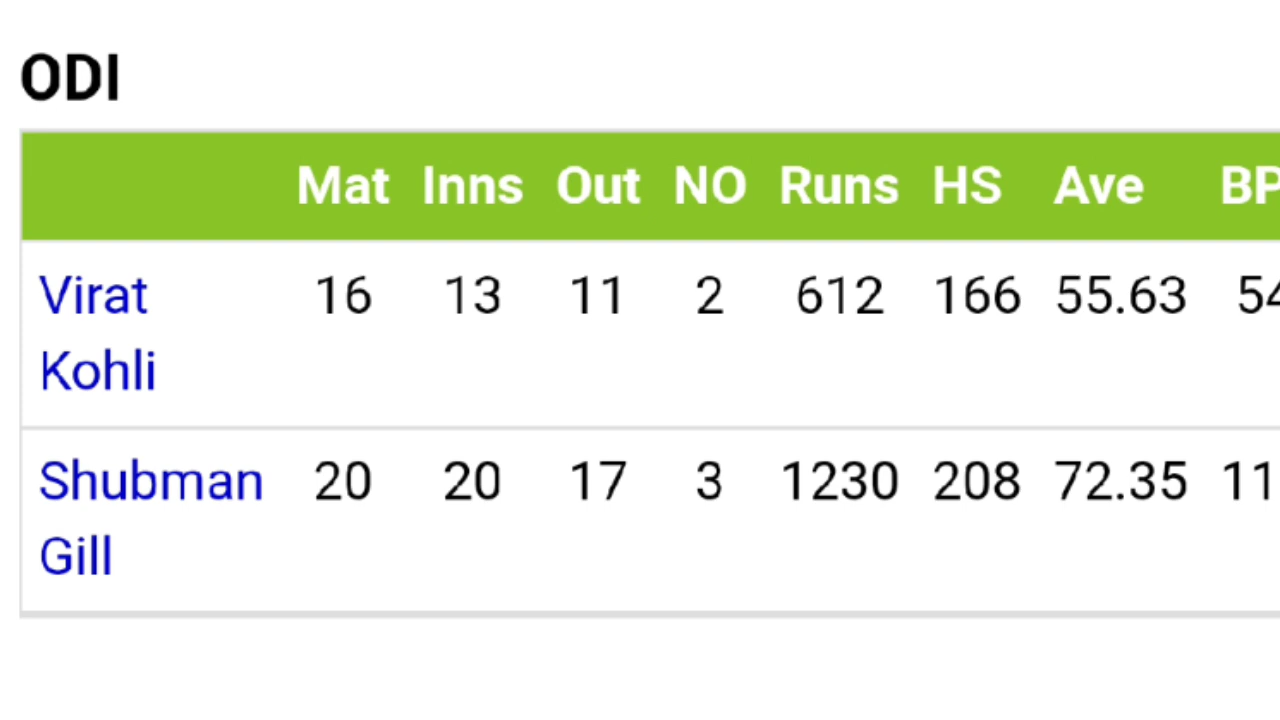 ODI
Mat Inns Out NO Runs HS Ave BP
Virat 16 13 11 2 612 166 55.63 54
Kohli
Shubman 20 20 17 3 1230 208 72.35 11
Gill